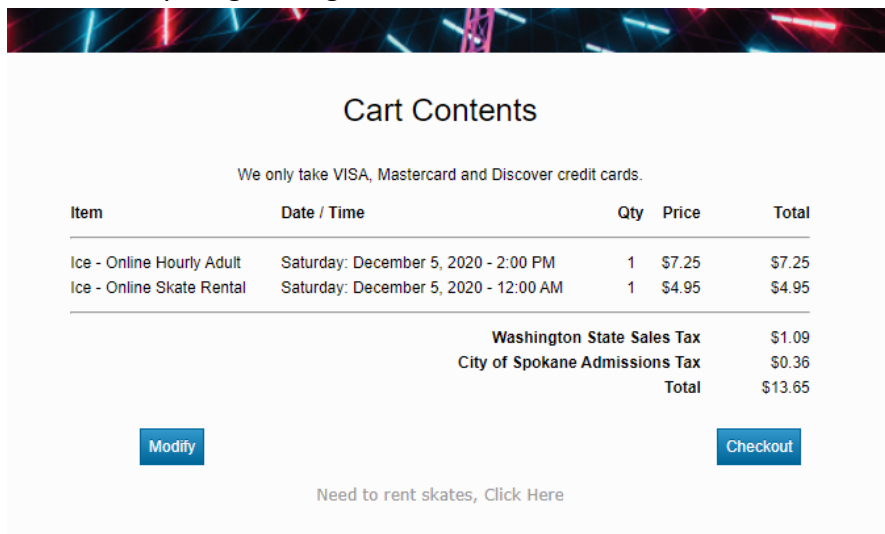 Cart Contents
We only take VISA, Mastercard and Discover credit cards.
Item Date / Time Qty Price Total
Ice - Online Hourly Adult Saturday: December 5, 2020 - 2:00 PM 1 $7.25 $7.25
Ice - Online Skate Rental Saturday: December 5, 2020 - 12:00 AM 1 $4.95 $4.95
Washington State Sales Tax $1.09
City of Spokane Admissions Tax $0.36
Total $13.65
Modify Checkout
Need to rent skates, Click Here